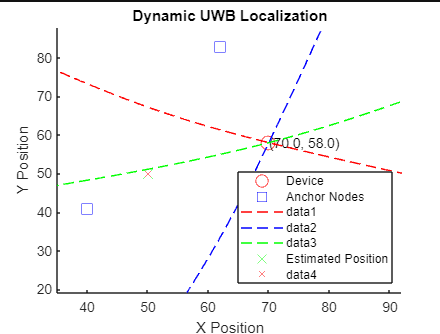 Dynamic UWB Localization
80
70
60
50
40
30
20
Y Position
(70.0, 58.0)
Device
Anchor Nodes
data1
data2
data3
Estimated Position
data4
40
50
60
70
80
90
X Position